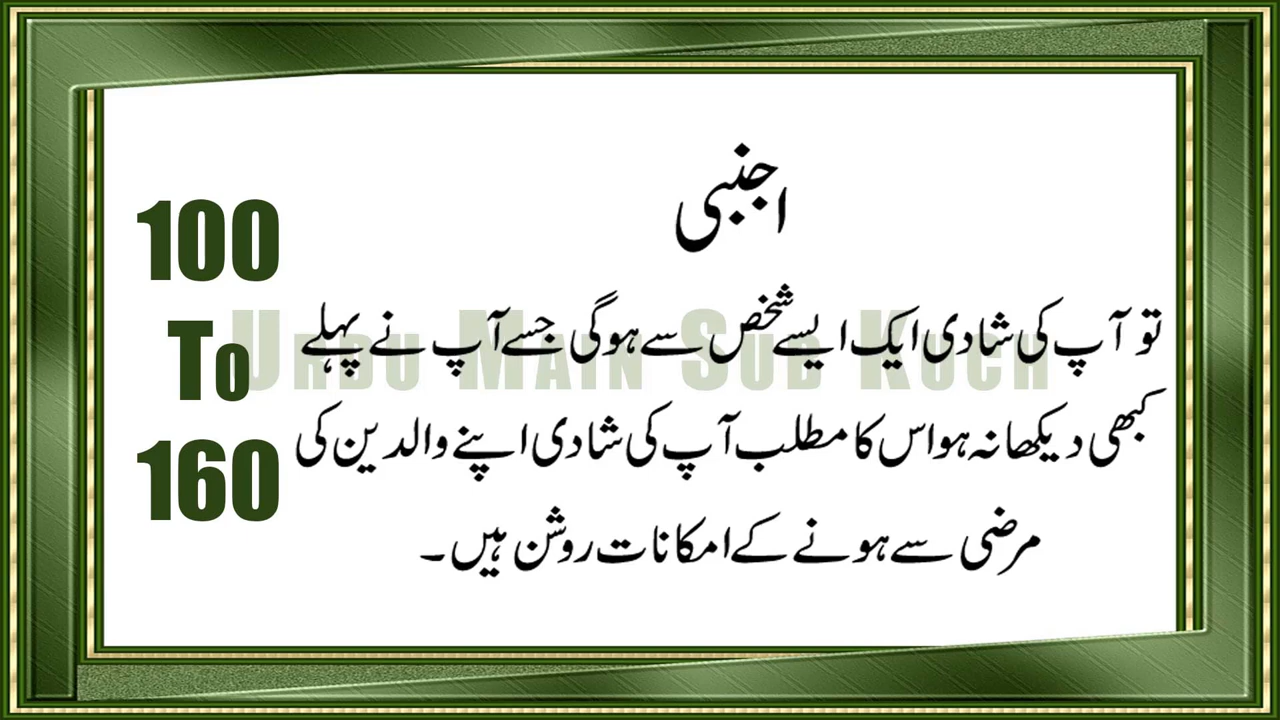 اجنبی
100
To
160
تو آپ کی شادی ایک ایسے شخص سے ہو گی جسے آپ نے پہلے
کبھی دیکھا نہ ہو اس کا مطلب آپ کی شادی اپنے والدین کی
مرضی سے ہونے کے امکانات روشن ہیں۔
Urdu Main Sub Kuch